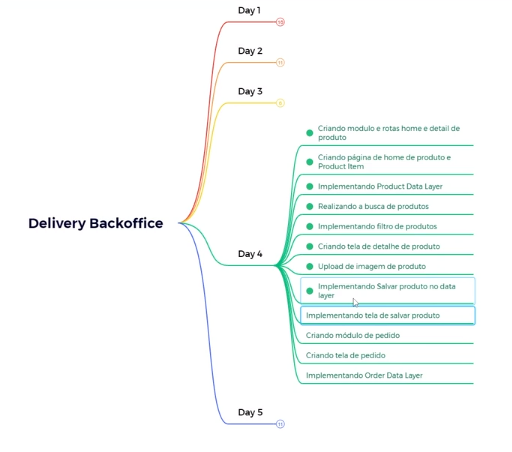 Day 1
Day 2
Day 3
Delivery Backoffice
Day 4
Criando modulo e rotas home e detail de
produto
Criando página de home de produto e
Product Item
Implementando Product Data Layer
Realizando a busca de produtos
Implementando filtro de produtos
Criando tela de detalhe de produto
Upload de imagem de produto
Implementando Salvar produto no data
layer
Implementando tela de salvar produto
Criando módulo de pedido
Criando tela de pedido
Implementando Order Data Layer
Day 5